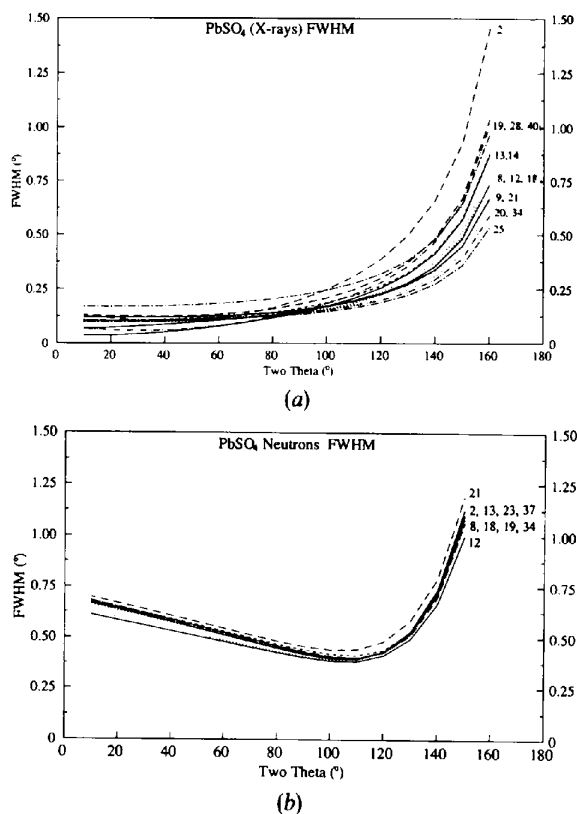 PbSO4 (X-rays) FWHM
1.50 1.50
2
1.25 1.25
1.00 1.00
19, 28, 40
13,14
0.75 0.75
8, 12, 18
9, 21
0.50 0.50
20, 34
25
0.25 0.25
0 0
FWHM (°)
0 20 40 60 80 100 120 140 160 180
Two Theta (°)
(a)
PbSO4 Neutrons FWHM
1.50 1.50
1.25 1.25
21
2, 13, 23, 37
8, 18, 19, 34
1.00 1.00
12
0.75 0.75
0.50 0.50
0.25 0.25
0.00 0
FWHM (°)
0 20 40 60 80 100 120 140 160 180
Two Theta (°)
(b)